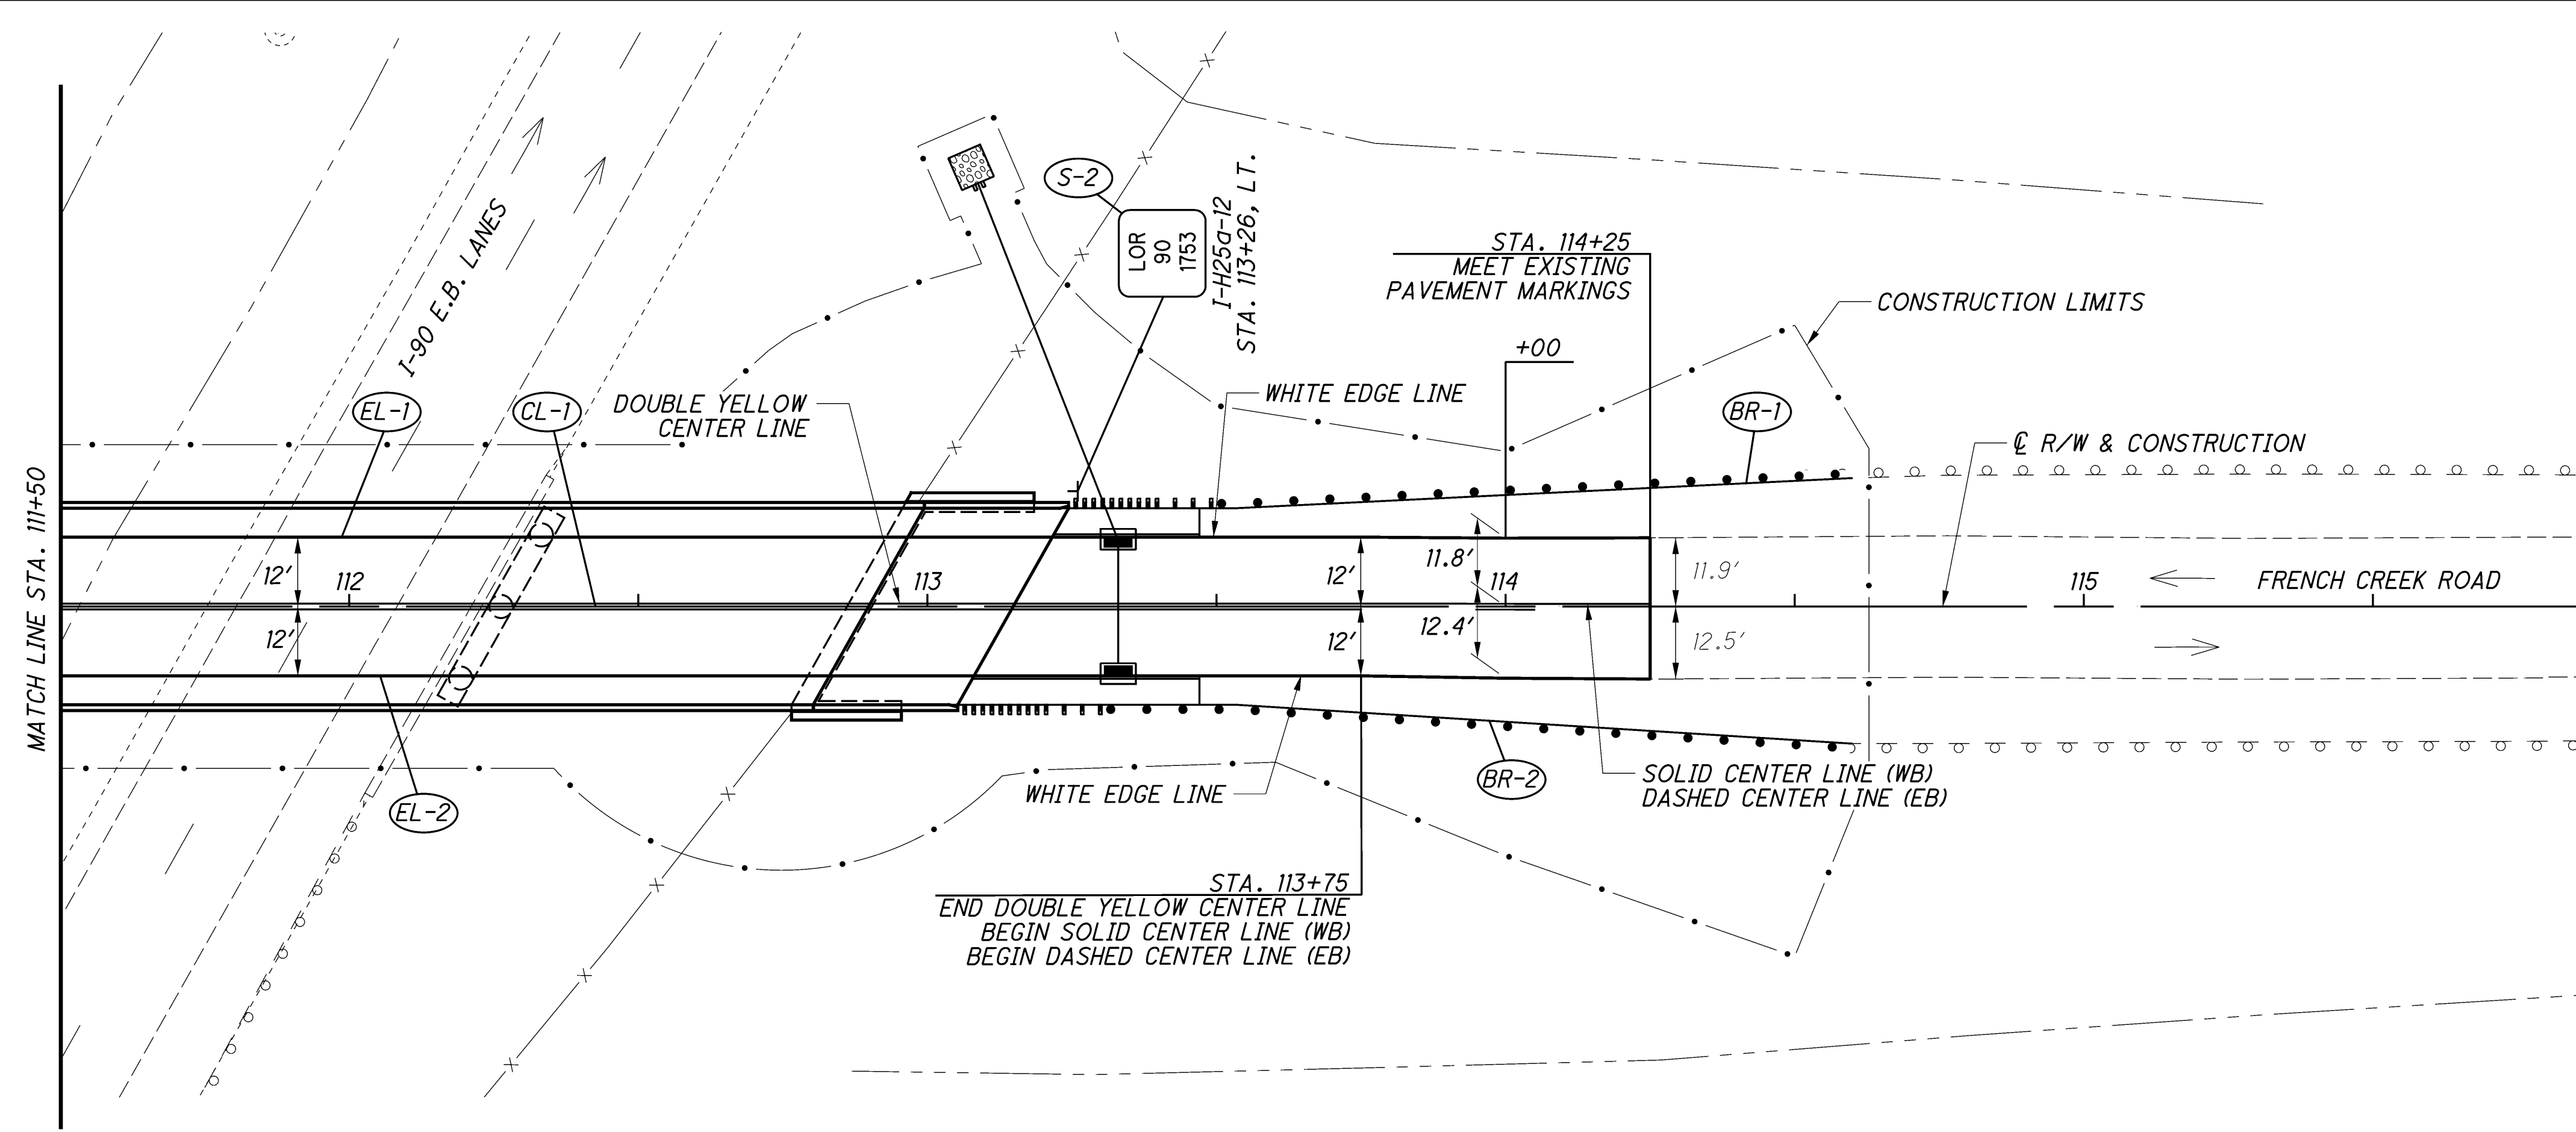 MATCH LINE STA. 111+50
I-90 E.B. LANES
EL-1
CL-1
DOUBLE YELLOW
CENTER LINE
S-2
LOR
90
1753
I-H25a-12
STA. 113+26, LT.
WHITE EDGE LINE
STA. 114+25
MEET EXISTING
PAVEMENT MARKINGS
+00
CONSTRUCTION LIMITS
BR-1
℄ R/W & CONSTRUCTION
12'
112
113
12'
11.8'
114
11.9'
115
FRENCH CREEK ROAD
12'
12'
12.4'
12.5'
EL-2
WHITE EDGE LINE
BR-2
SOLID CENTER LINE (WB)
DASHED CENTER LINE (EB)
STA. 113+75
END DOUBLE YELLOW CENTER LINE
BEGIN SOLID CENTER LINE (WB)
BEGIN DASHED CENTER LINE (EB)